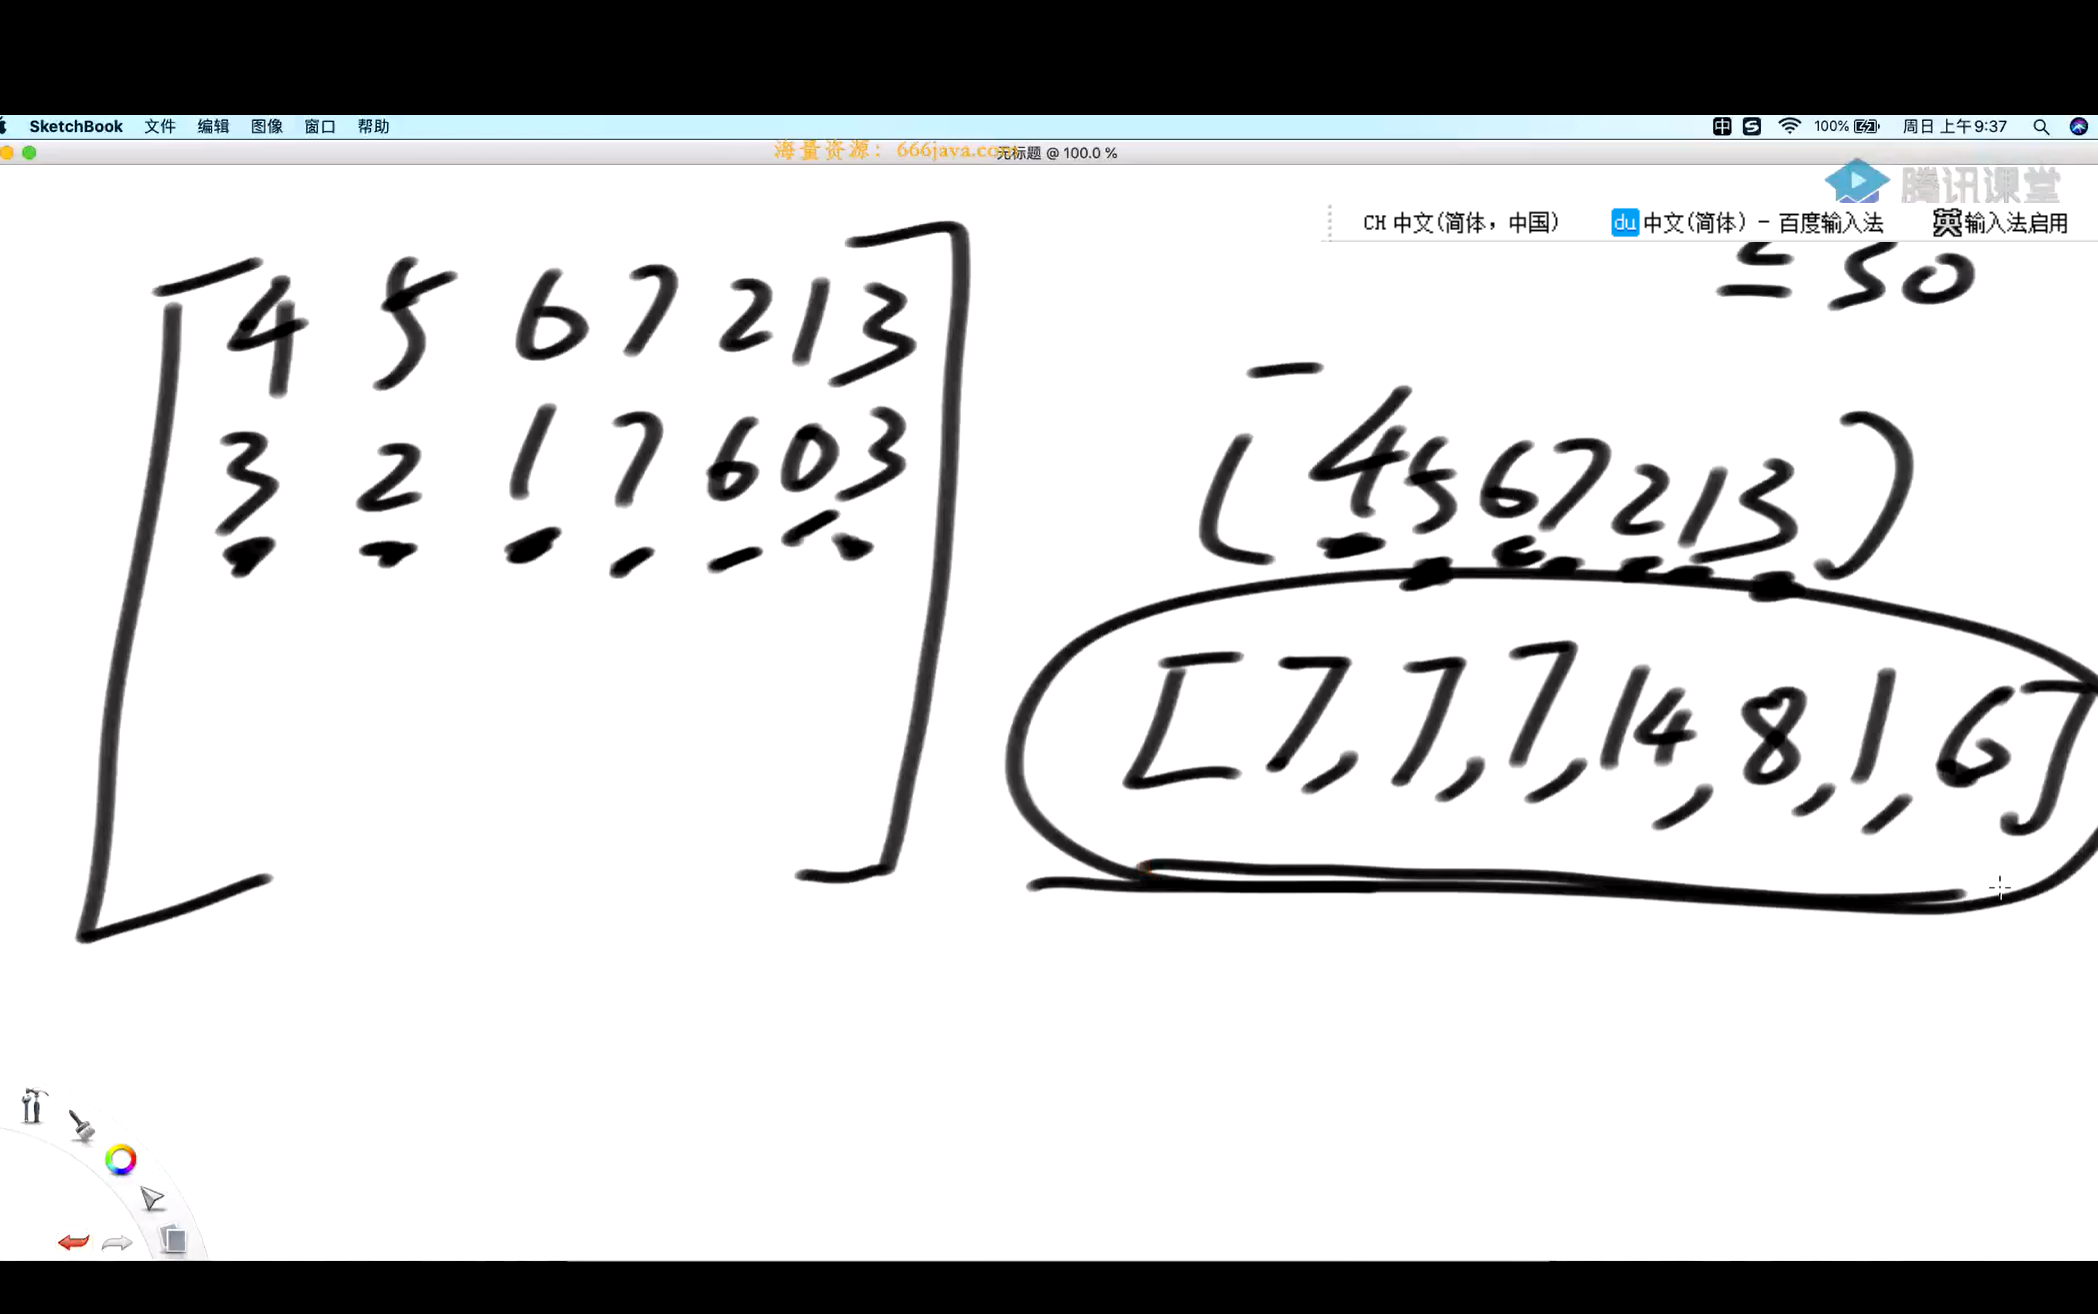 SketchBook 文件 编辑 图像 窗口 帮助 中 S 100% 周日 上午9:37
海量资源：666java.com 无标题 @ 100.0 %
腾讯课堂
CH 中文(简体，中国) du 中文(简体) - 百度输入法 英 输入法启用
= 50
4 5 6 7 2 1 3
3 2 1 7 6 0 3
(4567213)
[7,7,7,14,8,1,6]